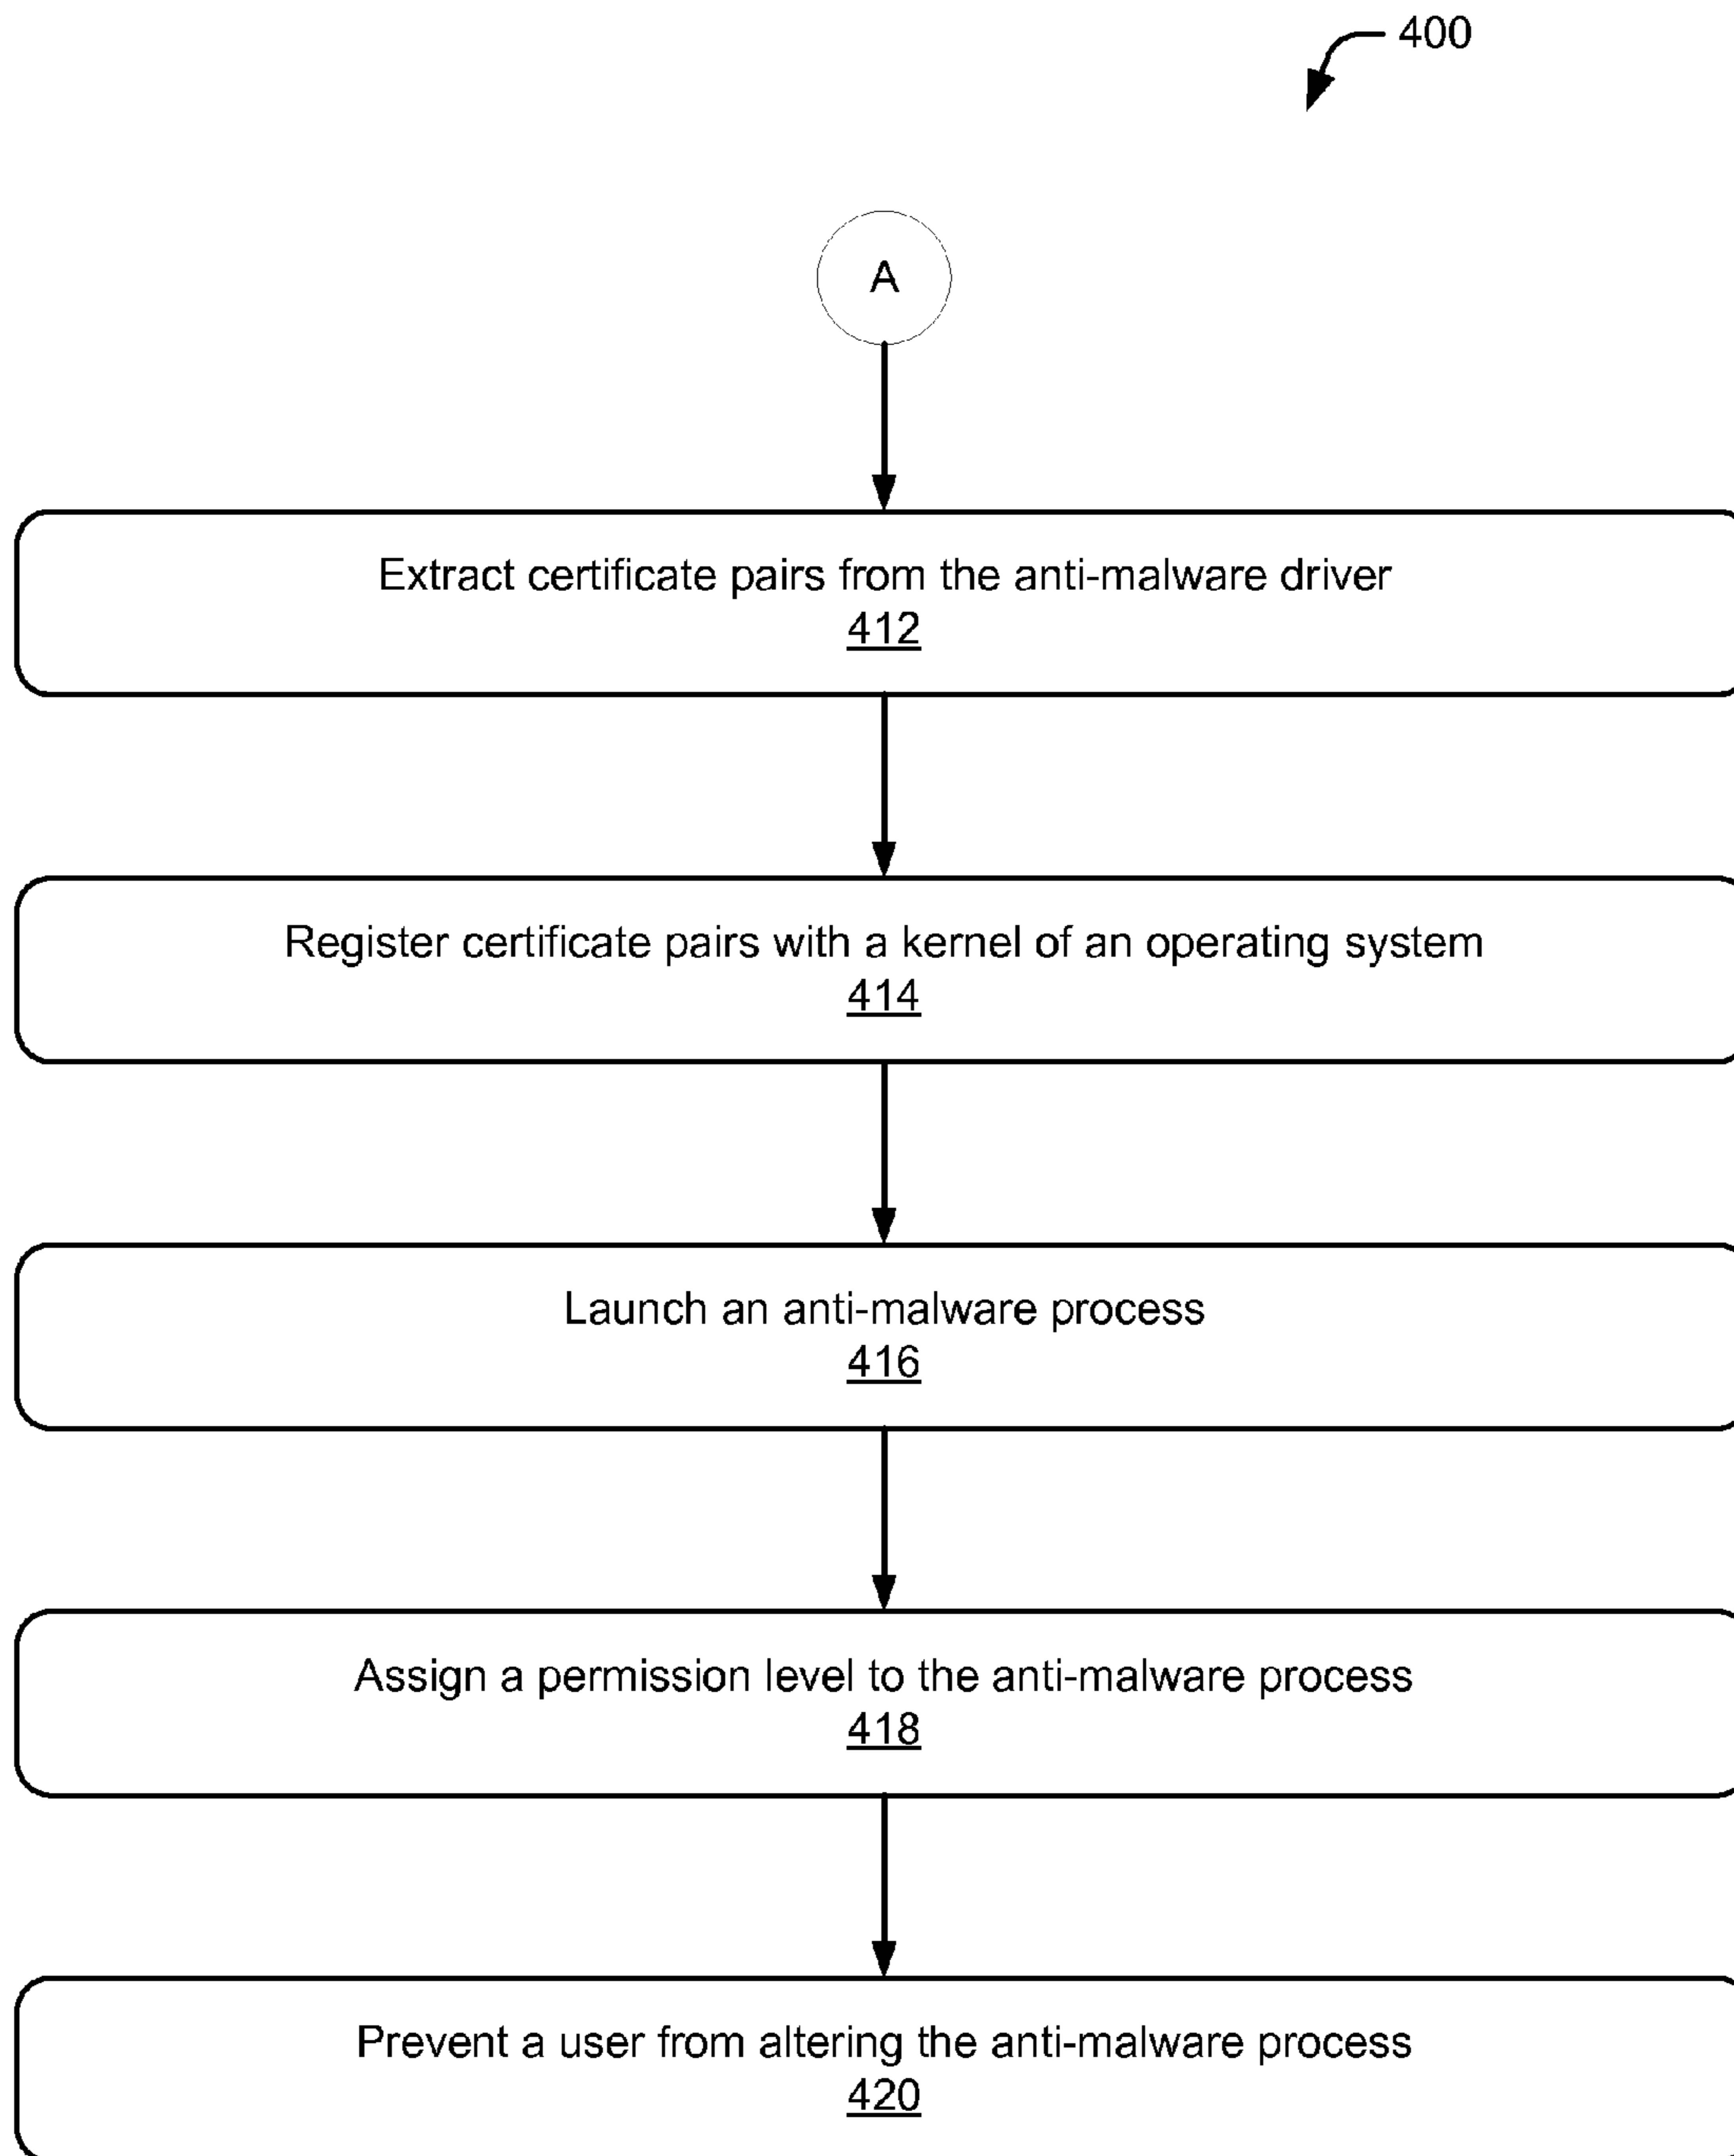 400
A
Extract certificate pairs from the anti-malware driver
412
Register certificate pairs with a kernel of an operating system
414
Launch an anti-malware process
416
Assign a permission level to the anti-malware process
418
Prevent a user from altering the anti-malware process
420